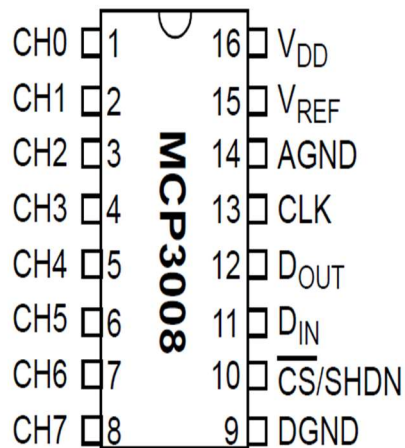 CH0 1 16 VDD
CH1 2 15 VREF
CH2 3 14 AGND
CH3 4 13 CLK
CH4 5 12 DOUT
CH5 6 11 DIN
CH6 7 10 C̅S̅/SHDN
CH7 8 9 DGND
MCP3008